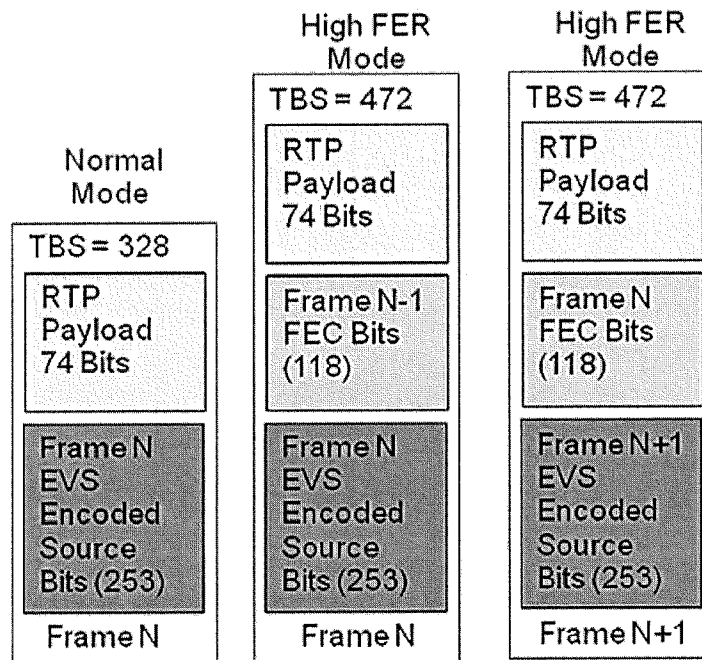 Normal
Mode
TBS = 328
RTP
Payload
74 Bits
Frame N
EVS
Encoded
Source
Bits (253)
Frame N
High FER
Mode
TBS = 472
RTP
Payload
74 Bits
Frame N-1
FEC Bits
(118)
Frame N
EVS
Encoded
Source
Bits (253)
Frame N
High FER
Mode
TBS = 472
RTP
Payload
74 Bits
Frame N
FEC Bits
(118)
Frame N+1
EVS
Encoded
Source
Bits (253)
Frame N+1